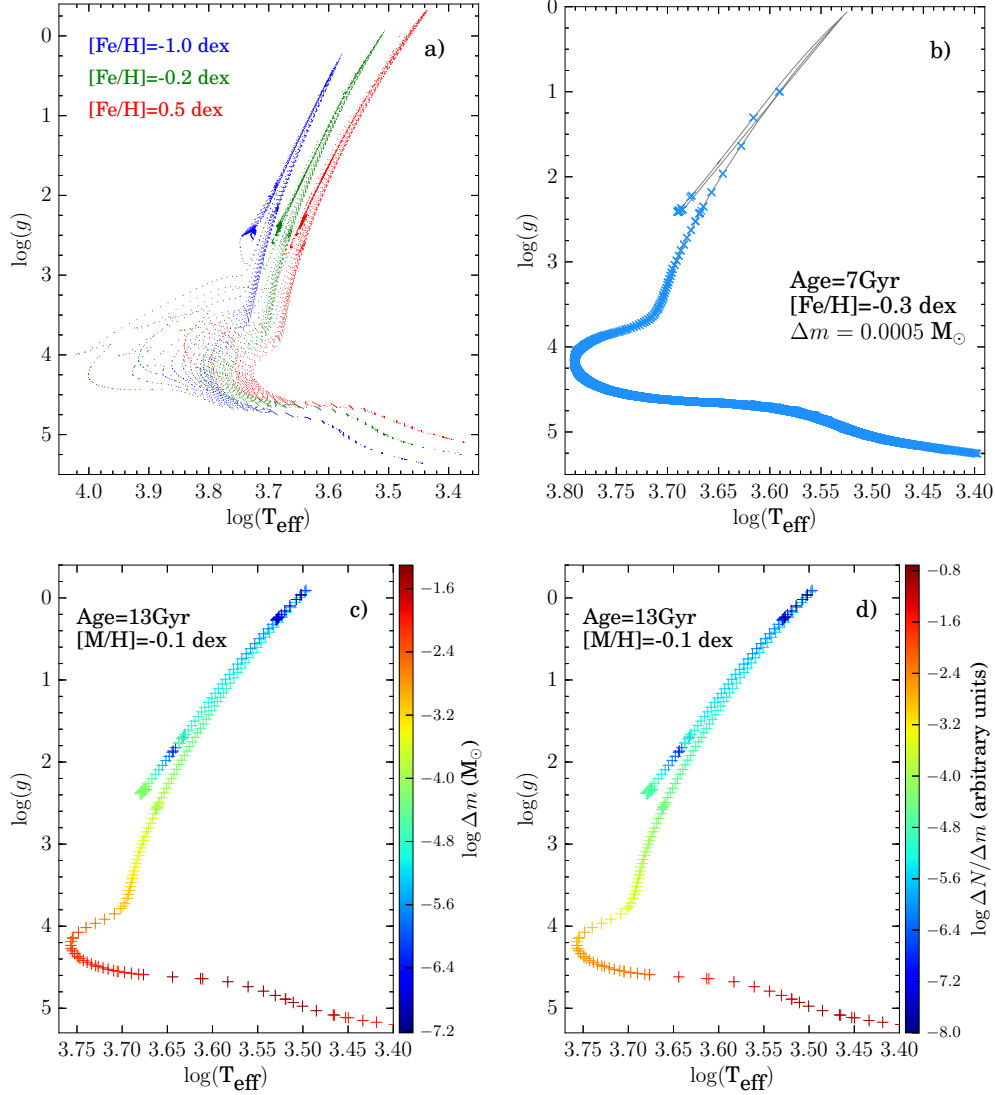 a)
[Fe/H]=-1.0 dex
[Fe/H]=-0.2 dex
[Fe/H]=0.5 dex
0
1
2
3
4
5
log(g)
4.0 3.9 3.8 3.7 3.6 3.5 3.4
log(T_eff)
b)
Age=7Gyr
[Fe/H]=-0.3 dex
Δm = 0.0005 M_⊙
0
1
2
3
4
5
log(g)
3.80 3.75 3.70 3.65 3.60 3.55 3.50 3.45 3.40
log(T_eff)
c)
Age=13Gyr
[M/H]=-0.1 dex
0
1
2
3
4
5
log(g)
3.75 3.70 3.65 3.60 3.55 3.50 3.45 3.40
log(T_eff)
−1.6
−2.4
−3.2
−4.0
−4.8
−5.6
−6.4
−7.2
log Δm (M_⊙)
d)
Age=13Gyr
[M/H]=-0.1 dex
0
1
2
3
4
5
log(g)
3.75 3.70 3.65 3.60 3.55 3.50 3.45 3.40
log(T_eff)
−0.8
−1.6
−2.4
−3.2
−4.0
−4.8
−5.6
−6.4
−7.2
−8.0
log ΔN/Δm (arbitrary units)